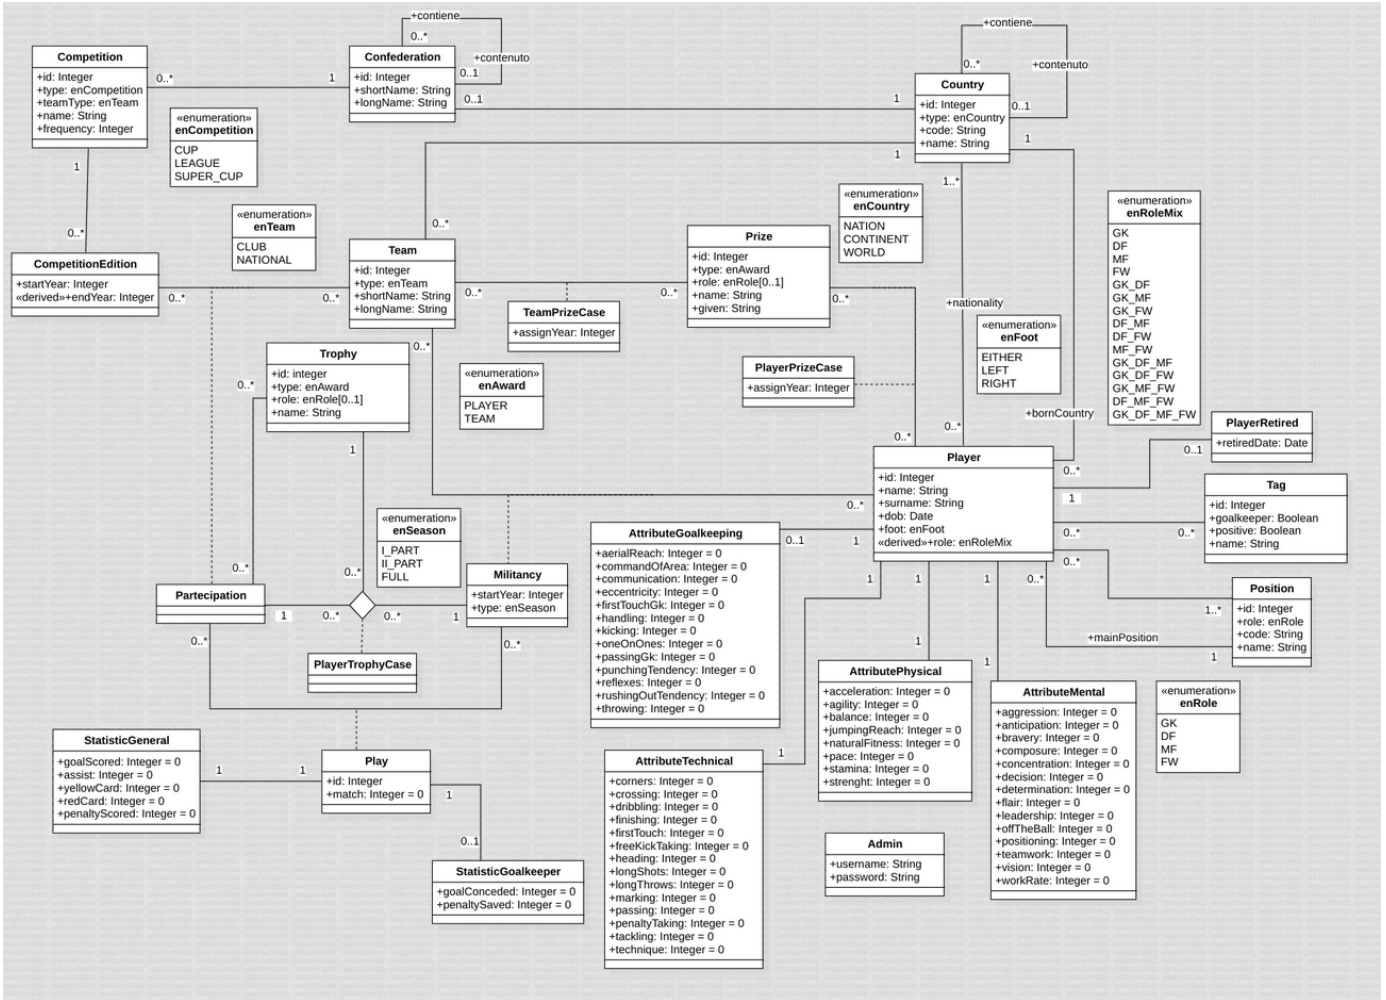 +contiene
0..*
+contenuto
0..1
Competition
+id: Integer
+type: enCompetition
+teamType: enTeam
+name: String
+frequency: Integer
0..*
1
Confederation
+id: Integer
+shortName: String
+longName: String
0..1
1
+contiene
0..*
+contenuto
0..1
Country
+id: Integer
+type: enCountry
+code: String
+name: String
1
1
1..*
«enumeration»
enCompetition
CUP
LEAGUE
SUPER_CUP
1
0..*
«enumeration»
enTeam
CLUB
NATIONAL
0..*
«enumeration»
enCountry
NATION
CONTINENT
WORLD
«enumeration»
enRoleMix
GK
DF
MF
FW
GK_DF
GK_MF
GK_FW
DF_MF
DF_FW
MF_FW
GK_DF_MF
GK_DF_FW
GK_MF_FW
DF_MF_FW
GK_DF_MF_FW
CompetitionEdition
+startYear: Integer
«derived»+endYear: Integer
0..*
0..*
Team
+id: Integer
+type: enTeam
+shortName: String
+longName: String
0..*
0..*
0..*
Prize
+id: Integer
+type: enAward
+role: enRole[0..1]
+name: String
+given: String
0..*
TeamPrizeCase
+assignYear: Integer
+nationality
«enumeration»
enFoot
EITHER
LEFT
RIGHT
Trophy
+id: integer
+type: enAward
+role: enRole[0..1]
+name: String
0..*
1
«enumeration»
enAward
PLAYER
TEAM
PlayerPrizeCase
+assignYear: Integer
+bornCountry
0..*
0..*
0..*
Player
+id: Integer
+name: String
+surname: String
+dob: Date
+foot: enFoot
«derived»+role: enRoleMix
0..*
1
PlayerRetired
+retiredDate: Date
0..1
1
Tag
+id: Integer
+goalkeeper: Boolean
+positive: Boolean
+name: String
0..*
0..*
0..*
«enumeration»
enSeason
I_PART
II_PART
FULL
AttributeGoalkeeping
+aerialReach: Integer = 0
+commandOfArea: Integer = 0
+communication: Integer = 0
+eccentricity: Integer = 0
+firstTouchGk: Integer = 0
+handling: Integer = 0
+kicking: Integer = 0
+oneOnOnes: Integer = 0
+passingGk: Integer = 0
+punchingTendency: Integer = 0
+reflexes: Integer = 0
+rushingOutTendency: Integer = 0
+throwing: Integer = 0
0..1
Militancy
+startYear: Integer
+type: enSeason
1
0..*
0..*
Partecipation
0..*
1
0..*
0..*
0..*
PlayerTrophyCase
1
1
1
0..*
Position
+id: Integer
+role: enRole
+code: String
+name: String
1..*
+mainPosition
1
AttributePhysical
+acceleration: Integer = 0
+agility: Integer = 0
+balance: Integer = 0
+jumpingReach: Integer = 0
+naturalFitness: Integer = 0
+pace: Integer = 0
+stamina: Integer = 0
+strenght: Integer = 0
1
AttributeMental
+aggression: Integer = 0
+anticipation: Integer = 0
+bravery: Integer = 0
+composure: Integer = 0
+concentration: Integer = 0
+decision: Integer = 0
+determination: Integer = 0
+flair: Integer = 0
+leadership: Integer = 0
+offTheBall: Integer = 0
+positioning: Integer = 0
+teamwork: Integer = 0
+vision: Integer = 0
+workRate: Integer = 0
1
«enumeration»
enRole
GK
DF
MF
FW
StatisticGeneral
+goalScored: Integer = 0
+assist: Integer = 0
+yellowCard: Integer = 0
+redCard: Integer = 0
+penaltyScored: Integer = 0
1
1
Play
+id: Integer
+match: Integer = 0
1
0..1
StatisticGoalkeeper
+goalConceded: Integer = 0
+penaltySaved: Integer = 0
AttributeTechnical
+corners: Integer = 0
+crossing: Integer = 0
+dribbling: Integer = 0
+finishing: Integer = 0
+firstTouch: Integer = 0
+freeKickTaking: Integer = 0
+heading: Integer = 0
+longShots: Integer = 0
+longThrows: Integer = 0
+marking: Integer = 0
+passing: Integer = 0
+penaltyTaking: Integer = 0
+tackling: Integer = 0
+technique: Integer = 0
1
Admin
+username: String
+password: String